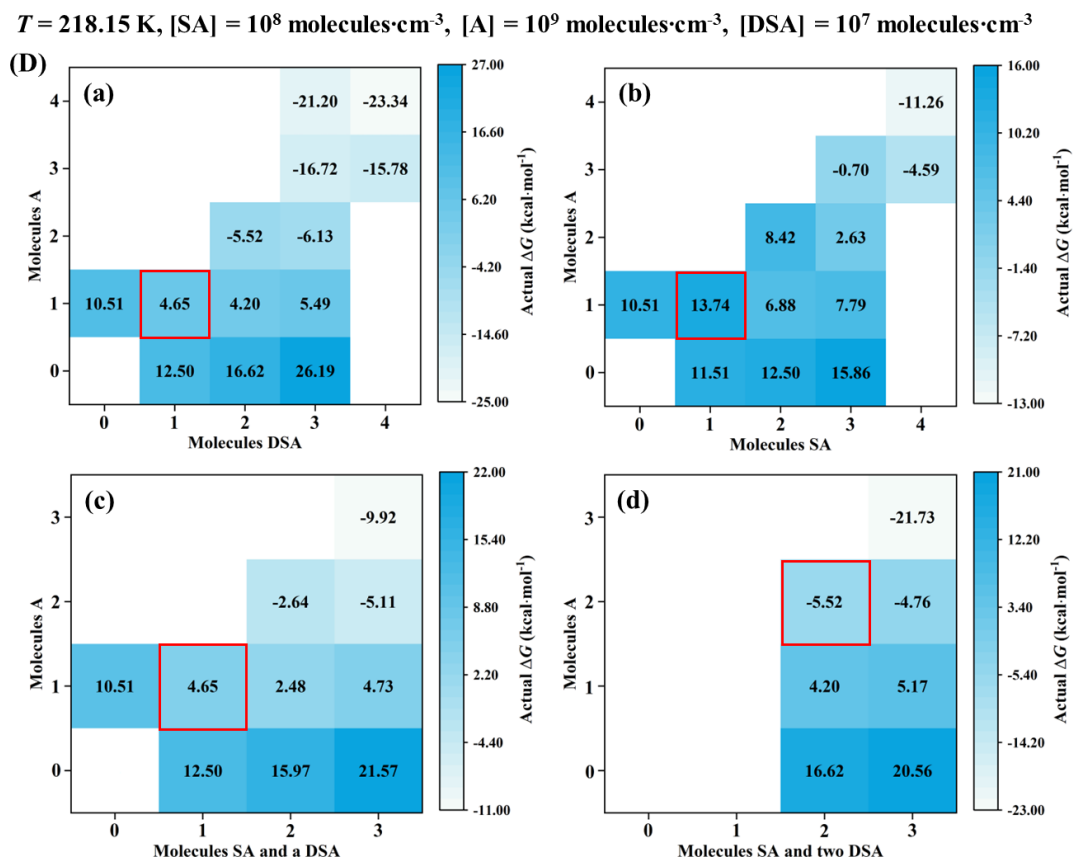 T = 218.15 K, [SA] = 10⁸ molecules·cm⁻³, [A] = 10⁹ molecules·cm⁻³, [DSA] = 10⁷ molecules·cm⁻³
(D)
(a)
Molecules A
4
-21.20 -23.34
3
-16.72 -15.78
2
-5.52 -6.13
1
10.51 4.65 4.20 5.49
0
12.50 16.62 26.19
0 1 2 3 4
Molecules DSA
27.00
16.60
6.20
-4.20
-14.60
-25.00
Actual ΔG (kcal·mol⁻¹)
(b)
Molecules A
4
-11.26
3
-0.70 -4.59
2
8.42 2.63
1
10.51 13.74 6.88 7.79
0
11.51 12.50 15.86
0 1 2 3 4
Molecules SA
16.00
10.20
4.40
-1.40
-7.20
-13.00
Actual ΔG (kcal·mol⁻¹)
(c)
Molecules A
3
-9.92
2
-2.64 -5.11
1
10.51 4.65 2.48 4.73
0
12.50 15.97 21.57
0 1 2 3
Molecules SA and a DSA
22.00
15.40
8.80
2.20
-4.40
-11.00
Actual ΔG (kcal·mol⁻¹)
(d)
Molecules A
3
-21.73
2
-5.52 -4.76
1
4.20 5.17
0
16.62 20.56
0 1 2 3
Molecules SA and two DSA
21.00
12.20
3.40
-5.40
-14.20
-23.00
Actual ΔG (kcal·mol⁻¹)